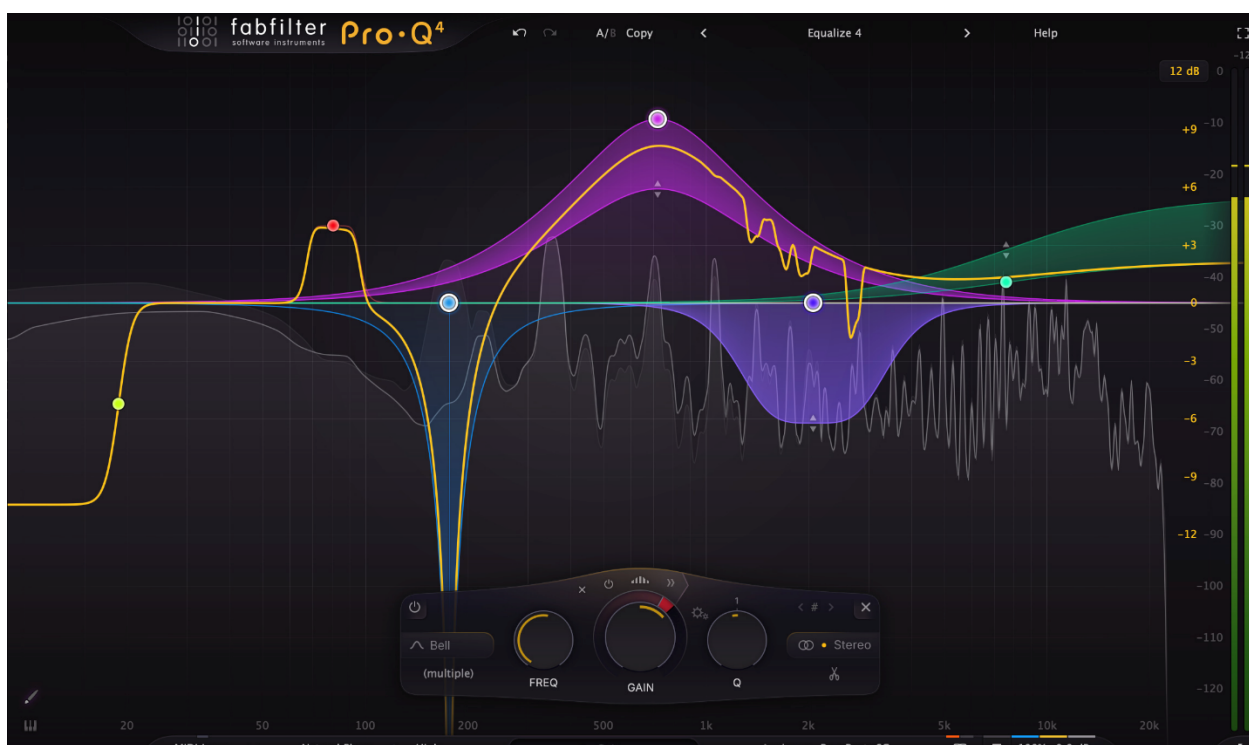 fabfilter
software instruments
Pro·Q4
A/B Copy
Equalize 4
Help
12 dB 0
+9 -10
+6 -20
-30
+3
-40
0
-50
-3
-60
-6
-70
-9 -80
-12 -90
-100
-110
-120
1
Bell
(multiple)
FREQ
GAIN
Q
< # >
Stereo
20 50 100 200 500 1k 2k 5k 10k 20k